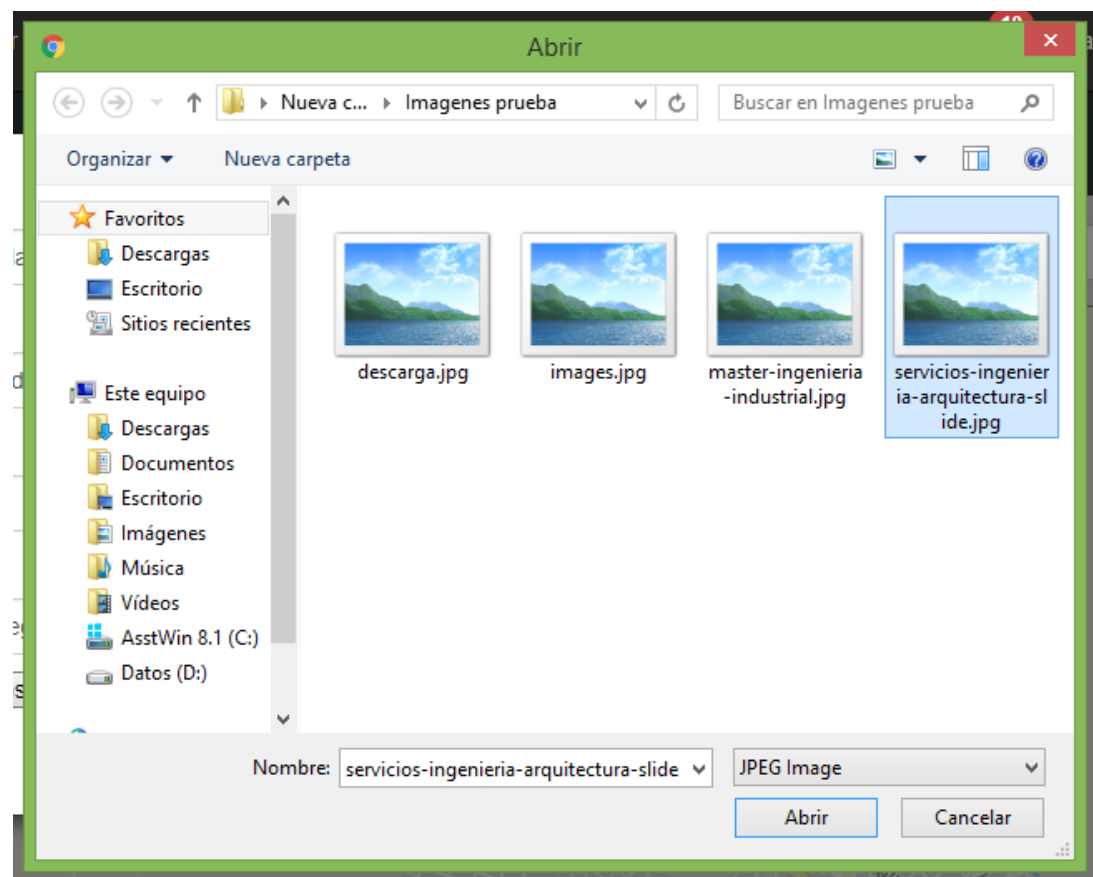 Abrir
Nueva c... Imagenes prueba
Buscar en Imagenes prueba
Organizar
Nueva carpeta
Favoritos
Descargas
Escritorio
Sitios recientes
Este equipo
Descargas
Documentos
Escritorio
Imágenes
Música
Vídeos
AsstWin 8.1 (C:)
Datos (D:)
descarga.jpg
images.jpg
master-ingenieria
-industrial.jpg
servicios-ingenier
ia-arquitectura-sl
ide.jpg
Nombre:
servicios-ingenieria-arquitectura-slide
JPEG Image
Abrir
Cancelar